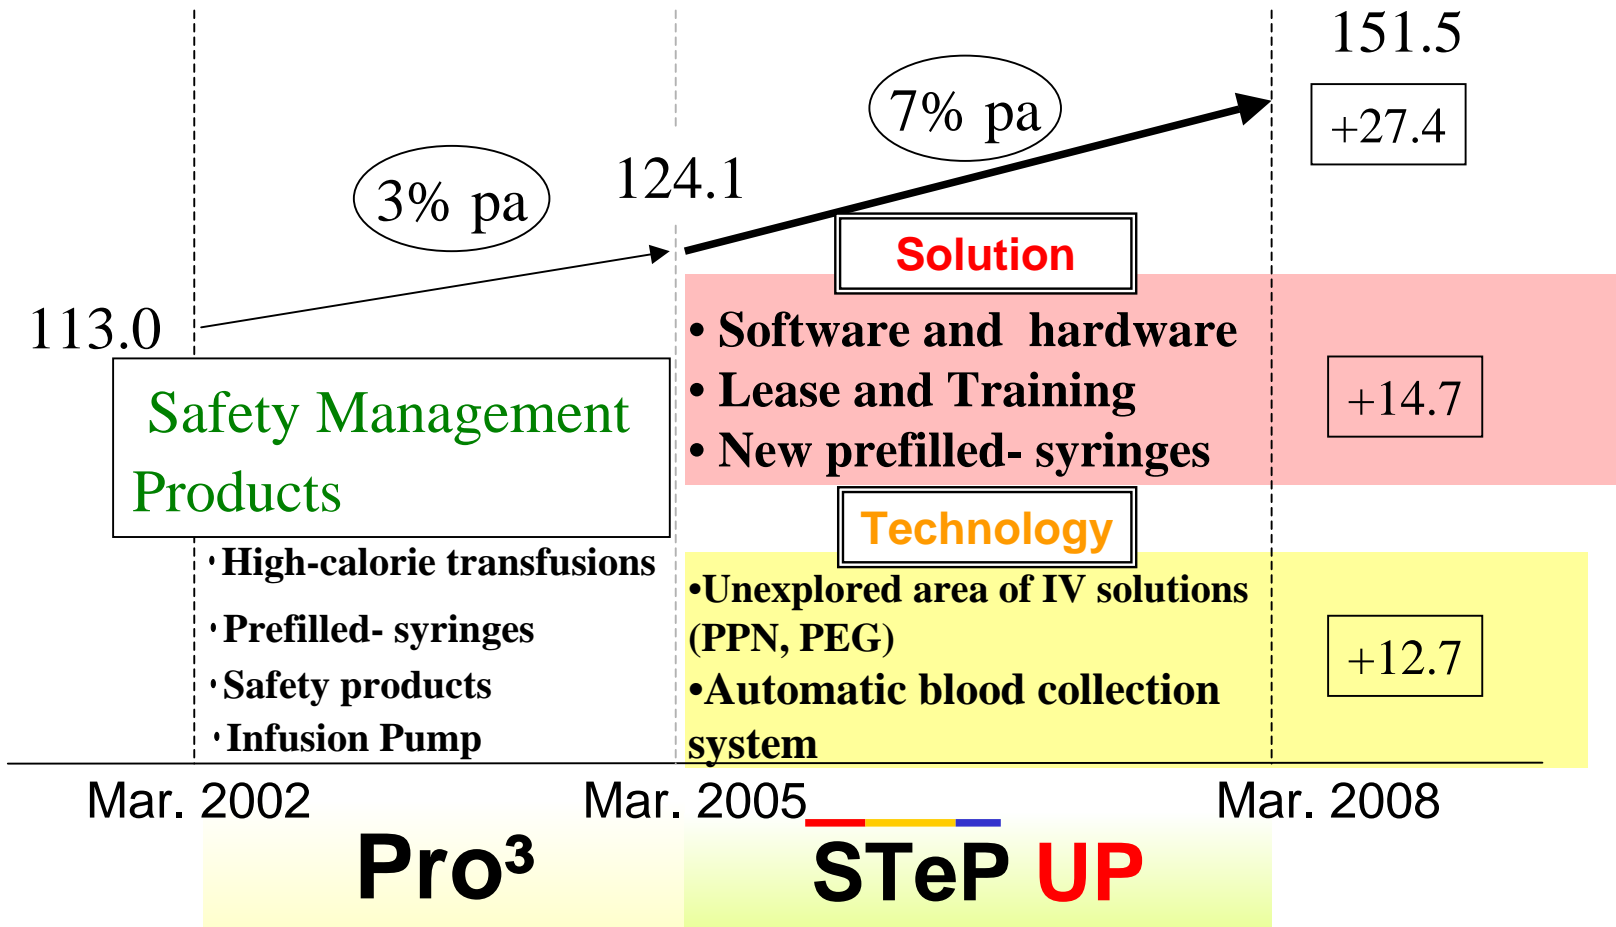 151.5
+27.4
7% pa
124.1
3% pa
113.0
Solution
• Software and  hardware
• Lease and Training
• New prefilled- syringes
+14.7
Safety Management
Products
Technology
・High-calorie transfusions
・Prefilled- syringes
・Safety products
・Infusion Pump
•Unexplored area of IV solutions
(PPN, PEG)
•Automatic blood collection
system
+12.7
Mar. 2002
Mar. 2005
Mar. 2008
Pro³
STeP UP